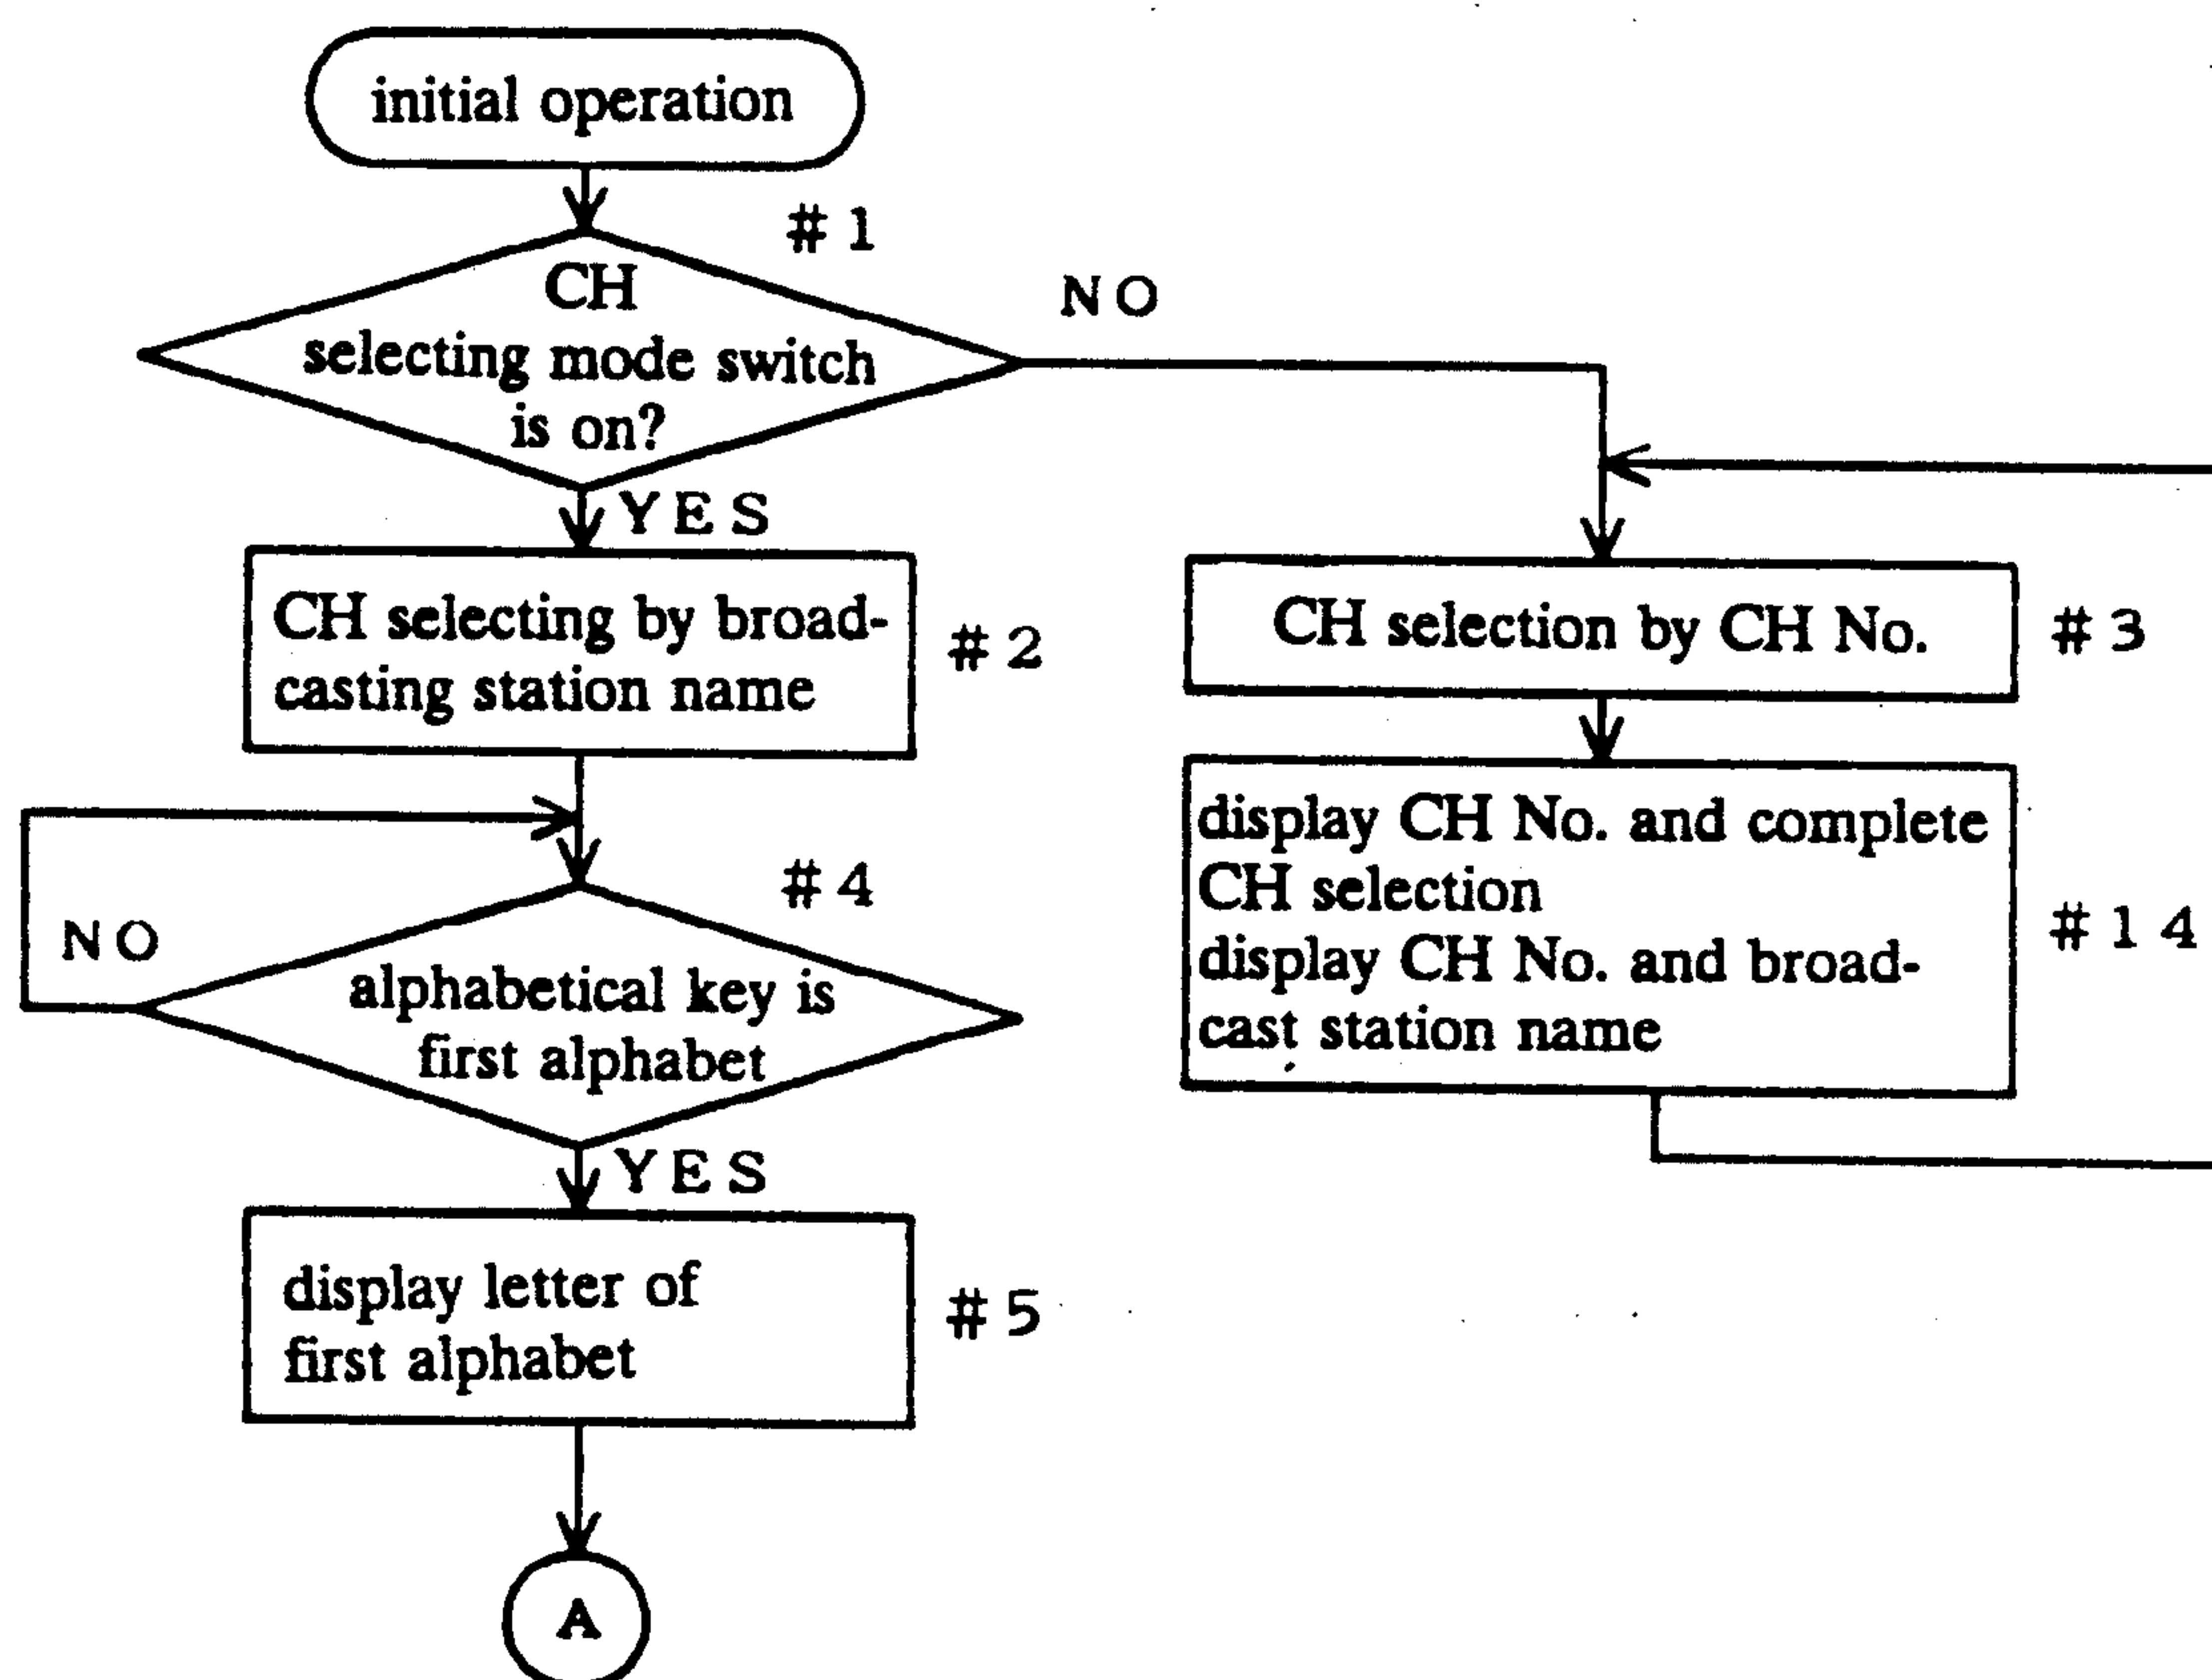 initial operation
#1
CH
selecting mode switch
is on?
NO
YES
CH selecting by broad-
casting station name
#2
CH selection by CH No.
#3
#4
NO
alphabetical key is
first alphabet
YES
display CH No. and complete
CH selection
display CH No. and broad-
cast station name
#14
display letter of
first alphabet
#5
A